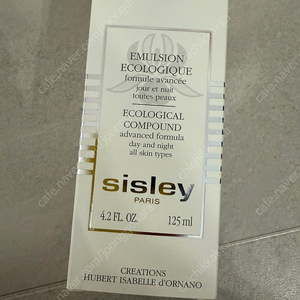 EMULSION
ECOLOGIQUE
formule avancée
jour et nuit
toutes peaux
ECOLOGICAL
COMPOUND
advanced formula
day and night
all skin types
sisley
PARIS
4.2 FL. OZ. 125 ml
CREATIONS
HUBERT ISABELLE d'ORNANO